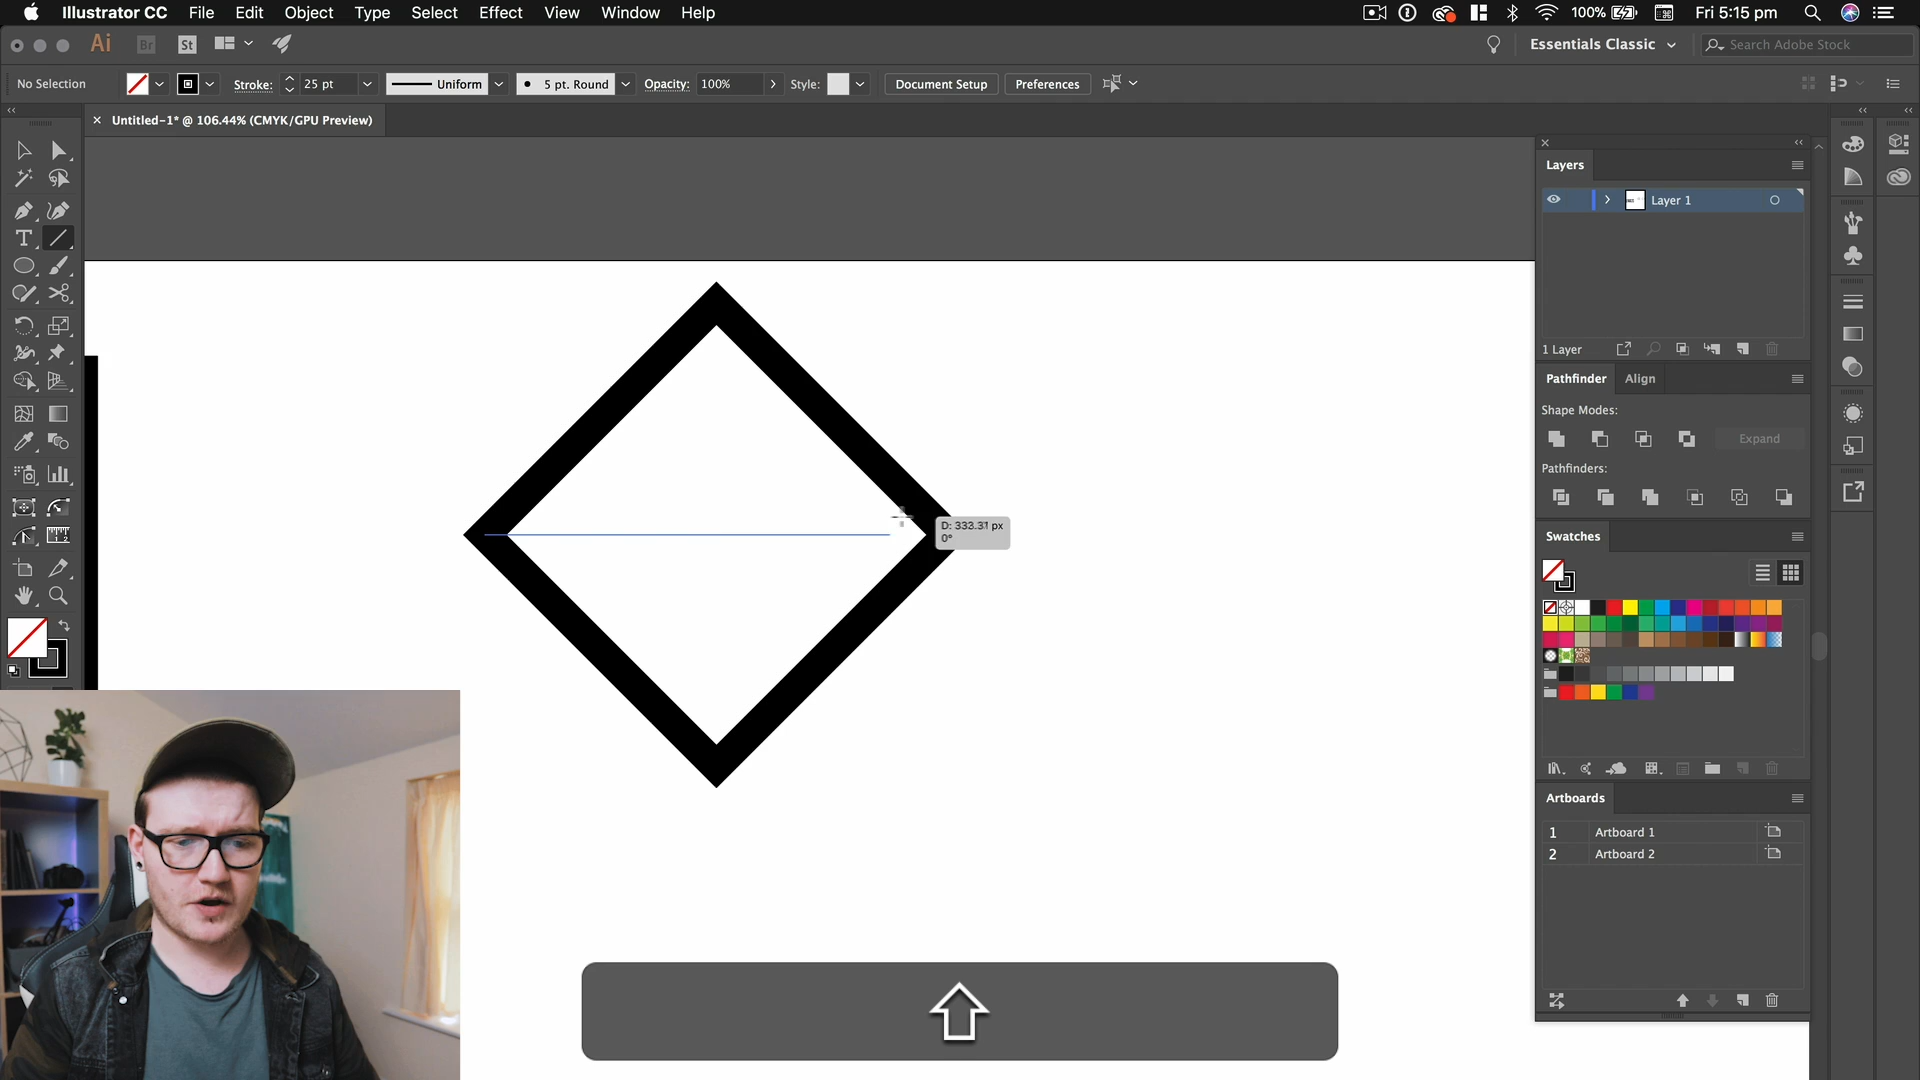 Illustrator CC File Edit Object Type Select Effect View Window Help 100% Fri 5:15 pm
Ai Br St Essentials Classic Search Adobe Stock
No Selection Stroke: 25 pt Uniform 5 pt. Round Opacity: 100% Style: Document Setup Preferences
Untitled-1* @ 106.44% (CMYK/GPU Preview)
Layers
Layer 1
1 Layer
Pathfinder Align
Shape Modes:
Expand
Pathfinders:
D: 333.31 px
0°
Swatches
Artboards
1 Artboard 1
2 Artboard 2